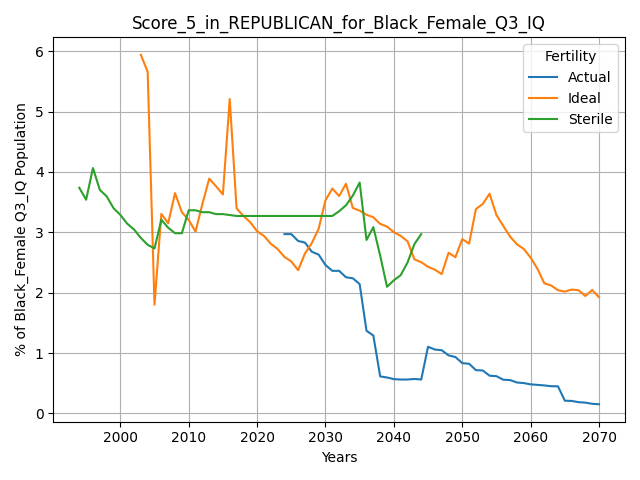 Score_5_in_REPUBLICAN_for_Black_Female_Q3_IQ
% of Black_Female Q3_IQ Population
6
5
4
3
2
1
0
Fertility
Actual
Ideal
Sterile
2000 2010 2020 2030 2040 2050 2060 2070
Years